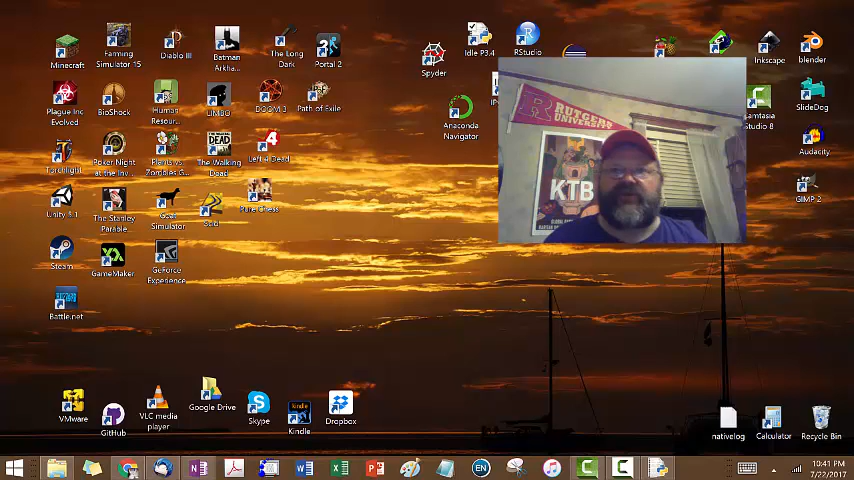 Minecraft
Farming
Simulator 15
Diablo III
Batman
Arkha...
The Long
Dark
Portal 2
Plague Inc
Evolved
BioShock
Human
Resour...
LIMBO
DOOM 3
Path of Exile
Torchlight
Poker Night
at the Inv...
Plants vs.
Zombies G...
The Walking
Dead
Left 4 Dead
Unity 5.1
The Stanley
Parable
Goat
Simulator
Pure Chess
Steam
GameMaker
GeForce
Experience
Battle.net
Spyder
Idle P3.4
RStudio
Anaconda
Navigator
RUTGERS
UNIVERSITY
KTB
Inkscape
blender
SlideDog
Camtasia
Studio 8
Audacity
GIMP 2
VMware
GitHub
VLC media
player
Google Drive
Skype
Kindle
Dropbox
nativelog
Calculator
Recycle Bin
EN
10:41 PM
7/22/2017